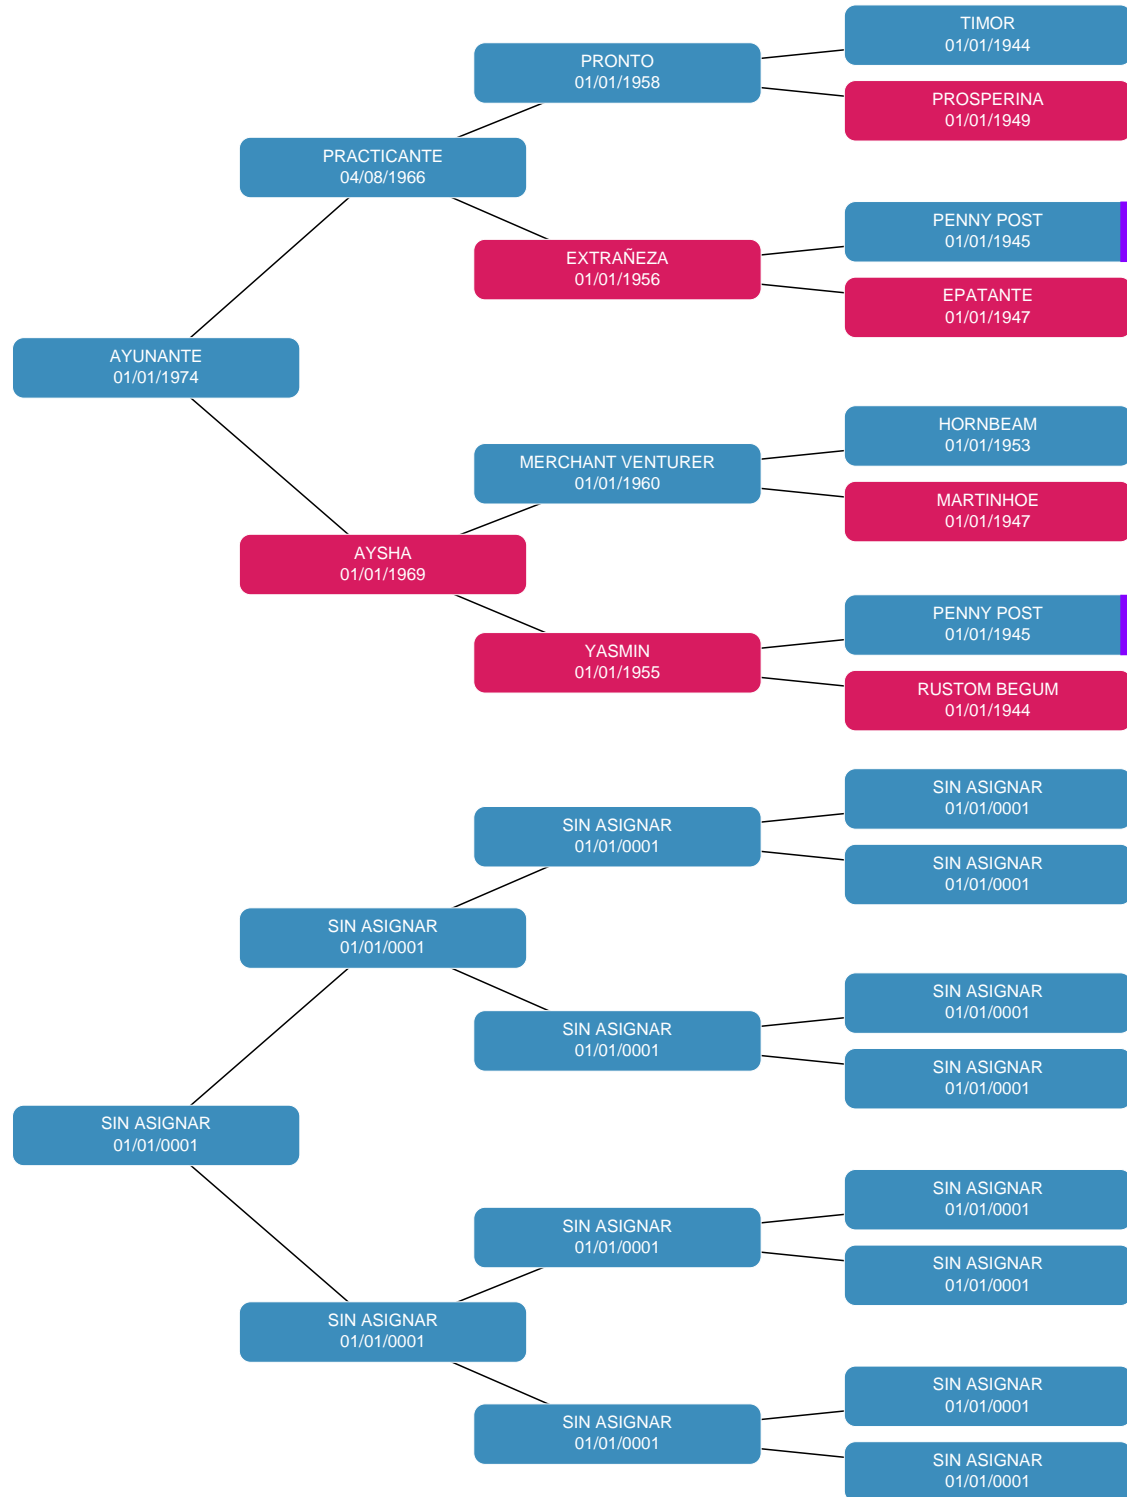 TIMOR
01/01/1944
PRONTO
01/01/1958
PROSPERINA
01/01/1949
PRACTICANTE
04/08/1966
PENNY POST
01/01/1945
EXTRAÑEZA
01/01/1956
EPATANTE
01/01/1947
AYUNANTE
01/01/1974
HORNBEAM
01/01/1953
MERCHANT VENTURER
01/01/1960
MARTINHOE
01/01/1947
AYSHA
01/01/1969
PENNY POST
01/01/1945
YASMIN
01/01/1955
RUSTOM BEGUM
01/01/1944
SIN ASIGNAR
01/01/0001
SIN ASIGNAR
01/01/0001
SIN ASIGNAR
01/01/0001
SIN ASIGNAR
01/01/0001
SIN ASIGNAR
01/01/0001
SIN ASIGNAR
01/01/0001
SIN ASIGNAR
01/01/0001
SIN ASIGNAR
01/01/0001
SIN ASIGNAR
01/01/0001
SIN ASIGNAR
01/01/0001
SIN ASIGNAR
01/01/0001
SIN ASIGNAR
01/01/0001
SIN ASIGNAR
01/01/0001
SIN ASIGNAR
01/01/0001
SIN ASIGNAR
01/01/0001